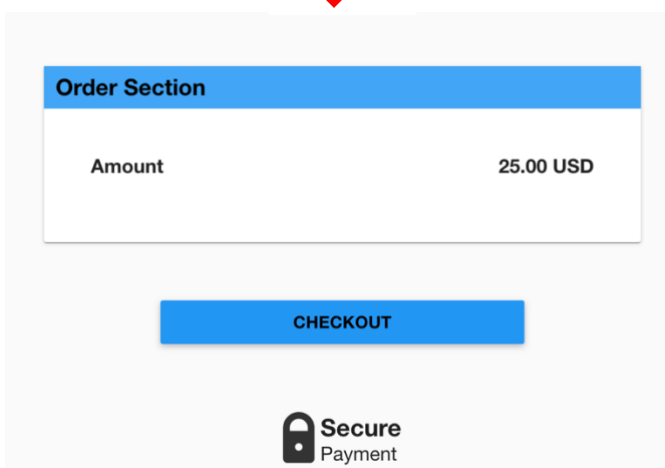 Order Section
Amount 25.00 USD
CHECKOUT
Secure
Payment